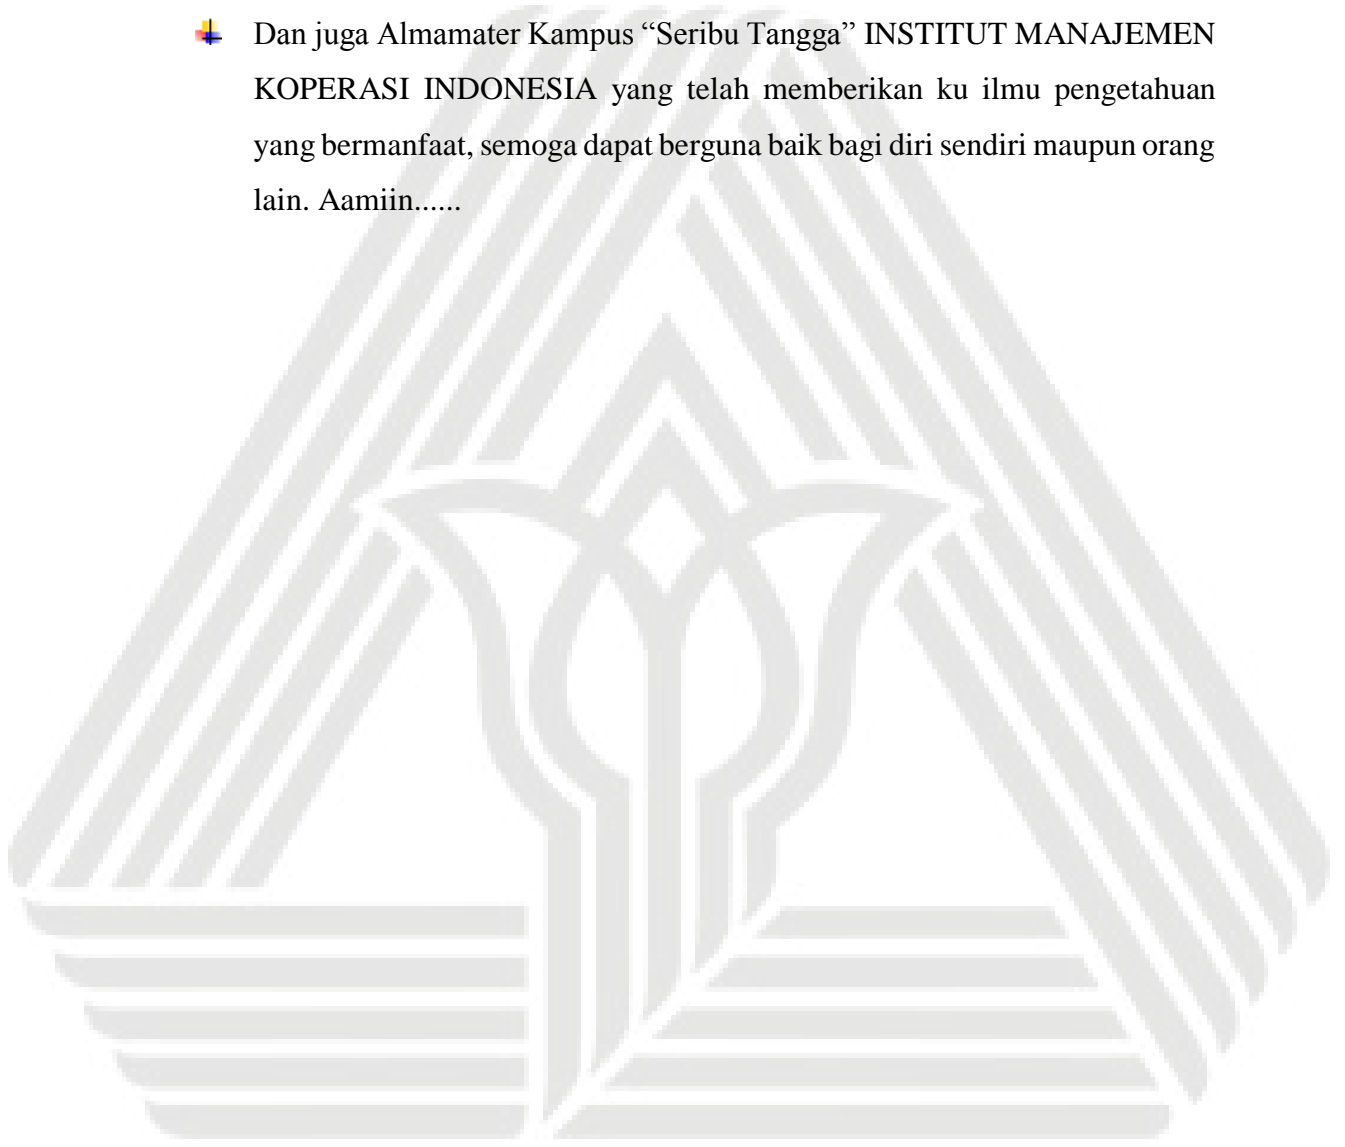 Dan juga Almamater Kampus “Seribu Tangga” INSTITUT MANAJEMEN
KOPERASI INDONESIA yang telah memberikan ku ilmu pengetahuan
yang bermanfaat, semoga dapat berguna baik bagi diri sendiri maupun orang
lain. Aamiin......